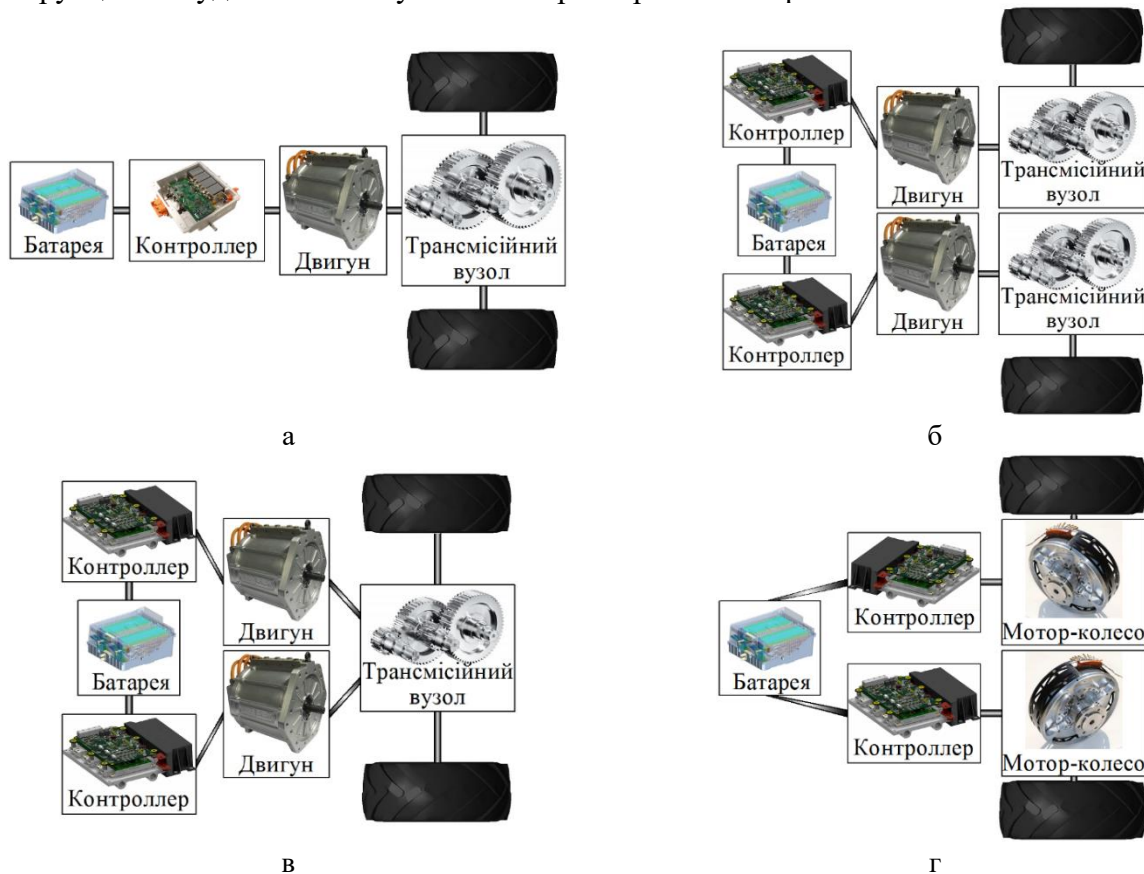 Батарея
Контроллер
Двигун
Трансмісійний
вузол
а
Контроллер
Батарея
Контроллер
Двигун
Двигун
Трансмісійний
вузол
Трансмісійний
вузол
б
Контроллер
Батарея
Контроллер
Двигун
Двигун
Трансмісійний
вузол
в
Батарея
Контроллер
Контроллер
Мотор-колесо
Мотор-колесо
г